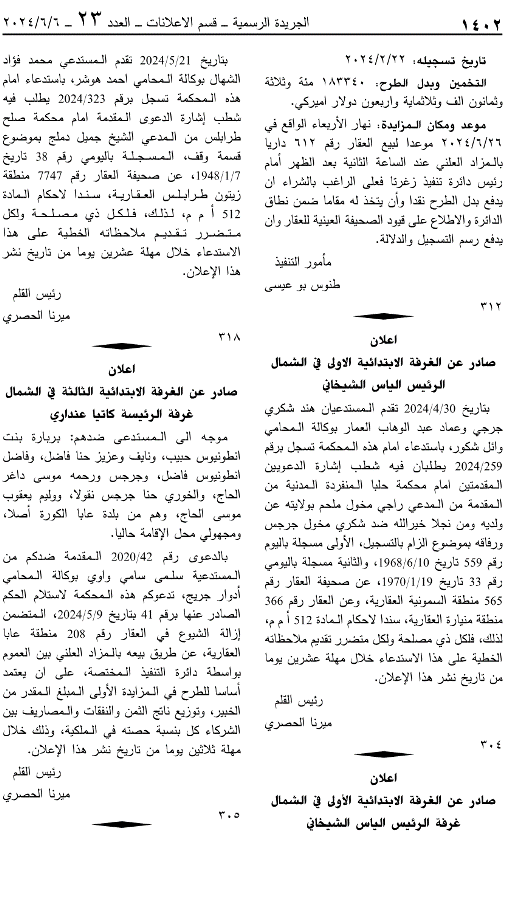 ١٤٠٢
الجريدة الرسمية ــ قسم الاعلانات ــ العدد ٢٣ ــ ٢٠٢٤/٦/٦
تاريخ تسجيله: ٢٠٢٤/٢/٢٢
التخمين وبدل الطرح: ١٨٣٣٤٠ مئة وثلاثة
وثمانون الف وثلاثماية واربعون دولار اميركي.
موعد ومكان المزايدة: نهار الأربعاء الواقع في
٢٠٢٤/٦/٢٦ موعدا لبيع العقار رقم ٦١٢ داريا
بالمزاد العلني عند الساعة الثانية بعد الظهر أمام
رئيس دائرة تنفيذ زغرتا فعلى الراغب بالشراء ان
يدفع بدل الطرح نقدا وأن يتخذ له مقاما ضمن نطاق
الدائرة والاطلاع على قيود الصحيفة العينية للعقار وان
يدفع رسم التسجيل والدلالة.
مأمور التنفيذ
طنوس بو عيسى
٣١٢
اعلان
صادر عن الغرفة الابتدائية الاولى في الشمال
الرئيس الياس الشيخاني
بتاريخ 2024/4/30 تقدم المستدعيان هند شكري
جرجي وعماد عبد الوهاب العمار بوكالة المحامي
وائل شكور، باستدعاء امام هذه المحكمة تسجل برقم
2024/259 يطلبان فيه شطب إشارة الدعويين
المقدمتين امام محكمة حلبا المنفردة المدنية من
المقدمة من المدعي راجي مخول ملحم بولايته عن
ولديه ومن نجلا خيرالله ضد شكري مخول جرجس
ورفاقه بموضوع الزام بالتسجيل، الأولى مسجلة باليوم
رقم 559 تاريخ 1968/6/10، والثانية مسجلة باليومي
رقم 33 تاريخ 1970/1/19، عن صحيفة العقار رقم
565 منطقة السمونية العقارية، وعن العقار رقم 366
منطقة منيارة العقارية، سندا لاحكام المادة 512 أ م م،
لذلك، فكل ذي مصلحة ولكل متضرر تقديم ملاحظاته
الخطية على هذا الاستدعاء خلال مهلة عشرين يوما
من تاريخ نشر هذا الإعلان.
رئيس القلم
ميرنا الحصري
٣٠٤
اعلان
صادر عن الغرفة الابتدائية الأولى في الشمال
غرفة الرئيس الياس الشيخاني
بتاريخ 2024/5/21 تقدم المستدعي محمد فؤاد
الشهال بوكالة المحامي احمد هوشر، باستدعاء امام
هذه المحكمة تسجل برقم 2024/323 يطلب فيه
شطب إشارة الدعوى المقدمة امام محكمة صلح
طرابلس من المدعي الشيخ جميل دملج بموضوع
قسمة وقف، المسجلة باليومي رقم 38 تاريخ
1948/1/7، عن صحيفة العقار رقم 7747 منطقة
زيتون طرابلس العقارية، سندا لاحكام المادة
512 أ م م، لذلك، فلكل ذي مصلحة ولكل
متضرر تقديم ملاحظاته الخطية على هذا
الاستدعاء خلال مهلة عشرين يوما من تاريخ نشر
هذا الإعلان.
رئيس القلم
ميرنا الحصري
٣١٨
اعلان
صادر عن الغرفة الابتدائية الثالثة في الشمال
غرفة الرئيسة كاتيا عنداري
موجه الى المستدعى ضدهم: بربارة بنت
انطونيوس حبيب، ونايف وعزيز حنا فاضل، وفاضل
انطونيوس فاضل، وجرجس ورحمه موسى داغر
الحاج، والخوري حنا جرجس نقولا، ووليم يعقوب
موسى الحاج، وهم من بلدة عابا الكورة أصلا،
ومجهولي محل الإقامة حاليا.
بالدعوى رقم 2020/42 المقدمة ضدكم من
المستدعية سلمى سامي واوي بوكالة المحامي
أدوار جريج، تدعوكم هذه المحكمة لاستلام الحكم
الصادر عنها برقم 41 بتاريخ 2024/5/9، المتضمن
إزالة الشيوع في العقار رقم 208 منطقة عابا
العقارية، عن طريق بيعه بالمزاد العلني بين العموم
بواسطة دائرة التنفيذ المختصة، على ان يعتمد
أساسا للطرح في المزايدة الأولى المبلغ المقدر من
الخبير، وتوزيع ناتج الثمن والنفقات والمصاريف بين
الشركاء كل بنسبة حصته في الملكية، وذلك خلال
مهلة ثلاثين يوما من تاريخ نشر هذا الإعلان.
رئيس القلم
ميرنا الحصري
٣٠٥